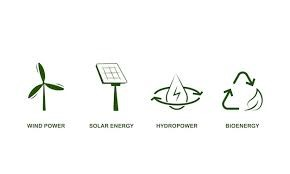 WIND POWER
SOLAR ENERGY
HYDROPOWER
BIOENERGY